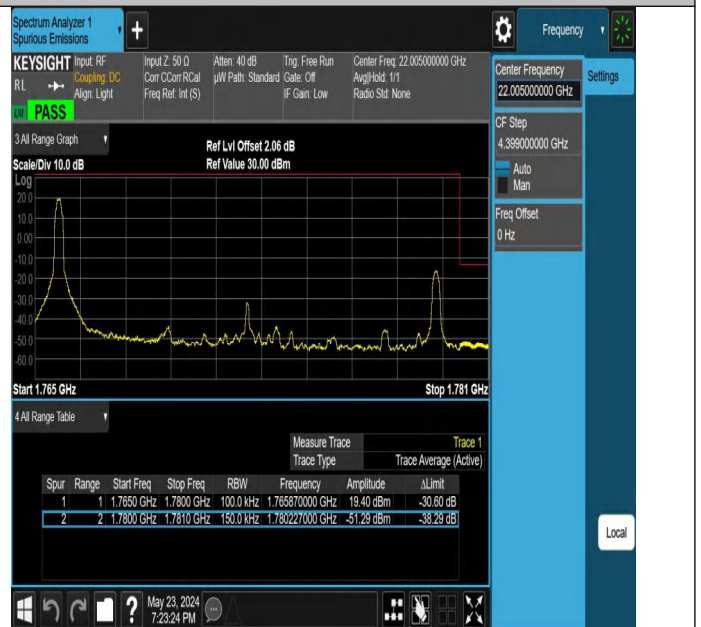 Spectrum Analyzer 1
Spurious Emissions
Frequency
KEYSIGHT
RL
Input: RF
Coupling: DC
Align: Light
Input Z: 50 Ω
Corr CCorr RCal
Freq Ref: Int (S)
Atten: 40 dB
µW Path: Standard
Trig: Free Run
Gate: Off
IF Gain: Low
Center Freq: 22.005000000 GHz
Avg|Hold: 1/1
Radio Std: None
PASS
Center Frequency
22.005000000 GHz
Settings
CF Step
4.399000000 GHz
Auto
Man
Freq Offset
0 Hz
3 All Range Graph
Scale/Div 10.0 dB
Ref Lvl Offset 2.06 dB
Ref Value 30.00 dBm
Log
20.0
10.0
0.00
-10.0
-20.0
-30.0
-40.0
-50.0
-60.0
Start 1.765 GHz
Stop 1.781 GHz
4 All Range Table
Measure Trace Trace 1
Trace Type Trace Average (Active)
Spur Range Start Freq Stop Freq RBW Frequency Amplitude ΔLimit
1 1 1.7650 GHz 1.7800 GHz 100.0 kHz 1.765870000 GHz 19.40 dBm -30.60 dB
2 2 1.7800 GHz 1.7810 GHz 150.0 kHz 1.780227000 GHz -51.29 dBm -38.29 dB
Local
May 23, 2024
7:23:24 PM